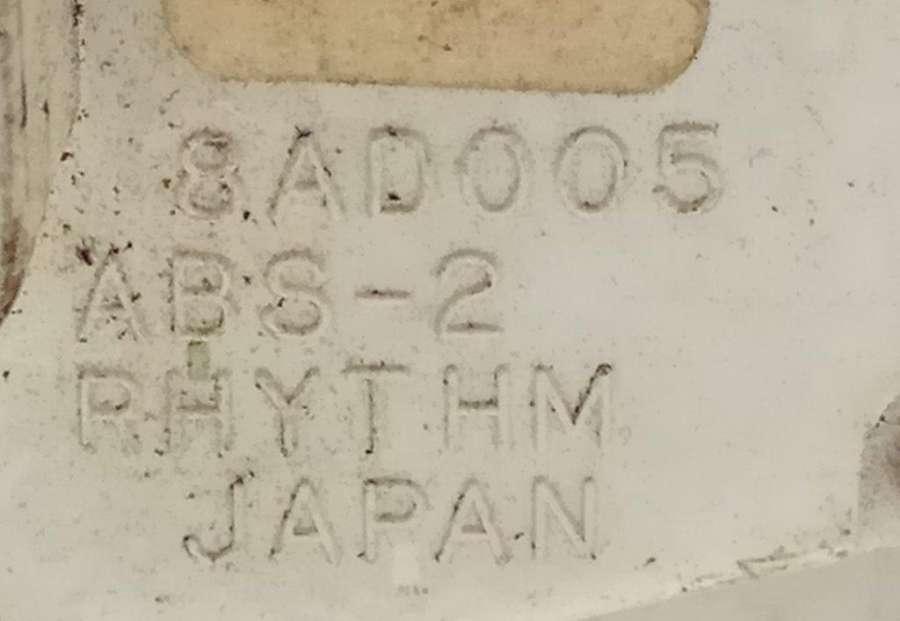 8AD005
ABS-2
RHYTHM
JAPAN